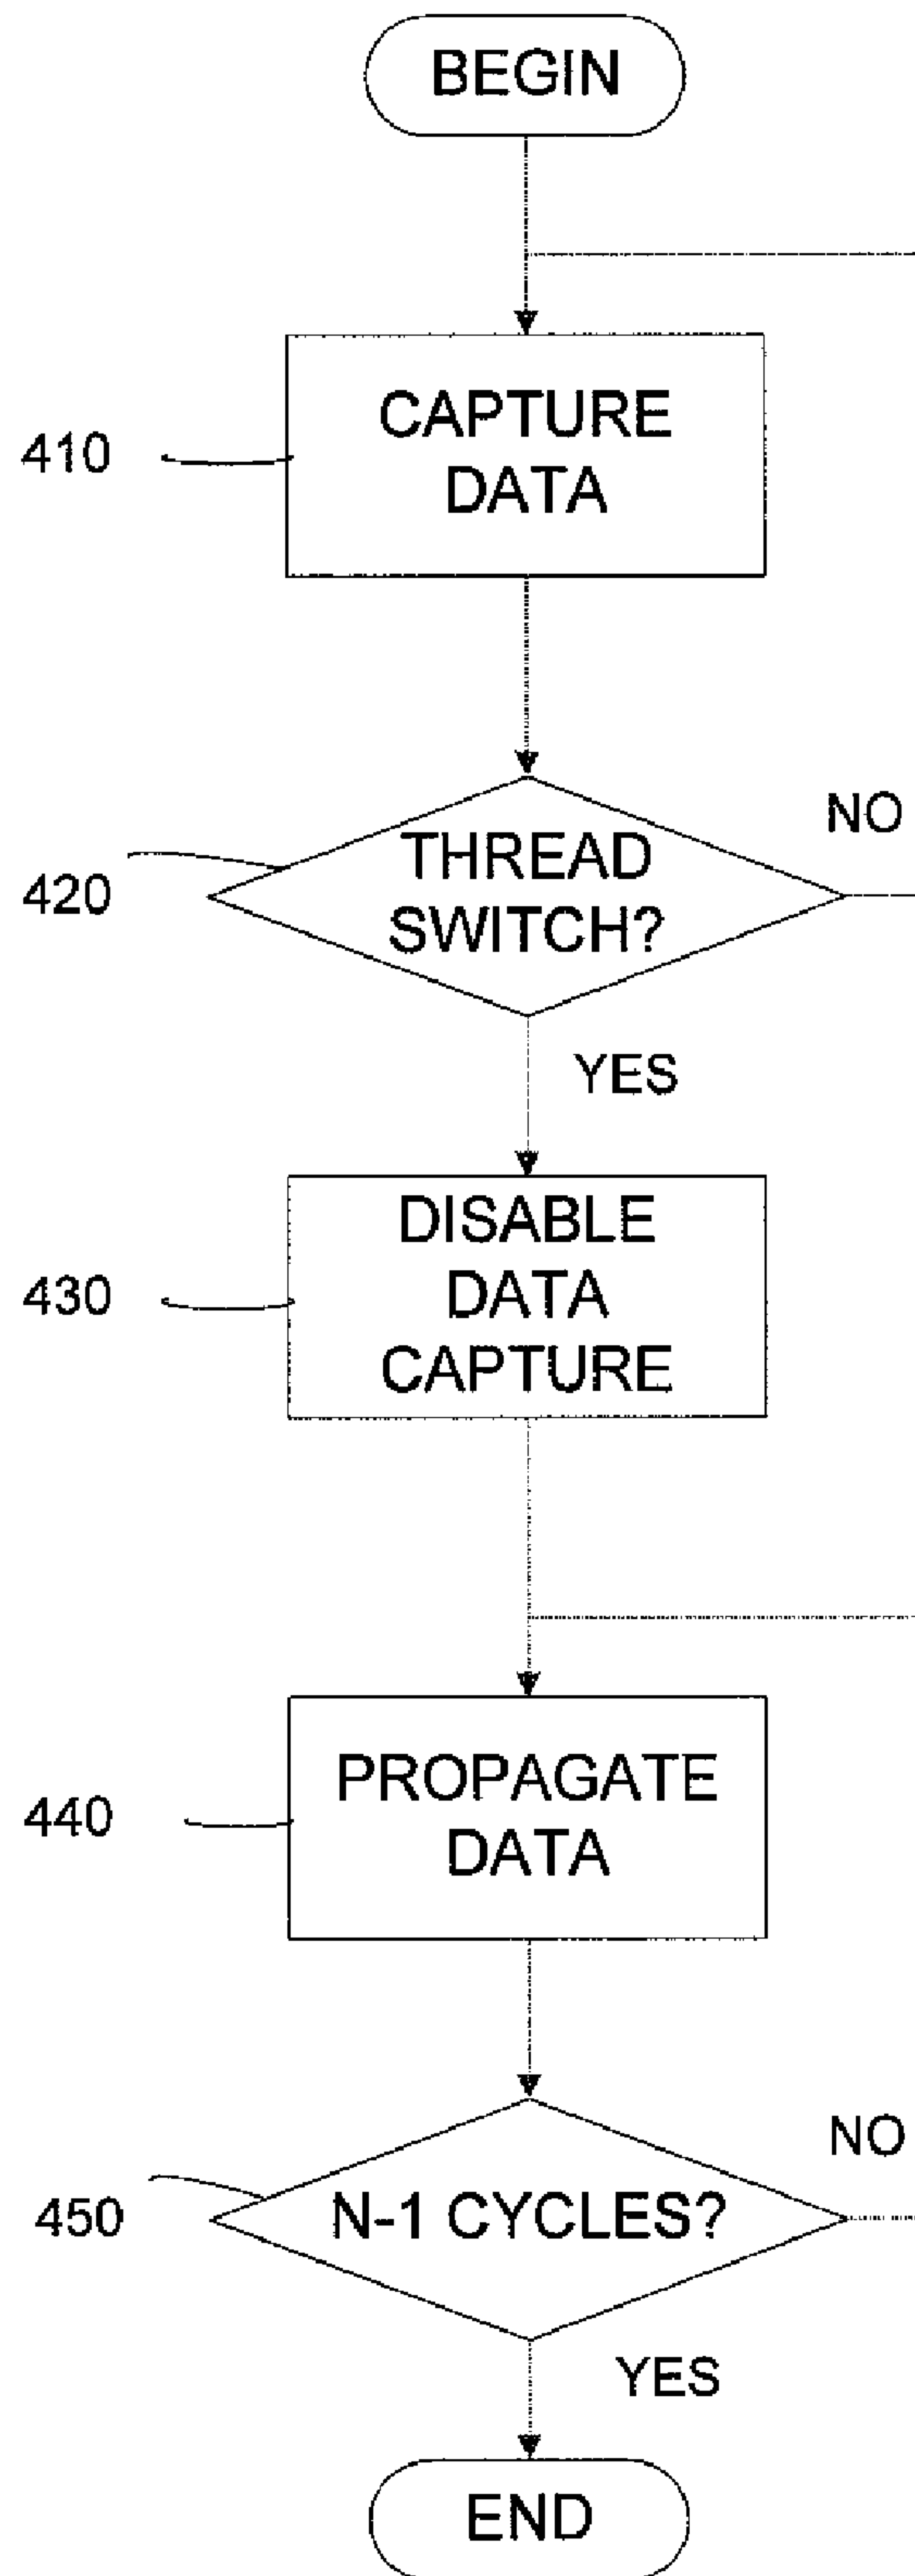 BEGIN
CAPTURE
DATA
410
THREAD
SWITCH?
NO
420
YES
DISABLE
DATA
CAPTURE
430
PROPAGATE
DATA
440
N-1 CYCLES?
NO
450
YES
END